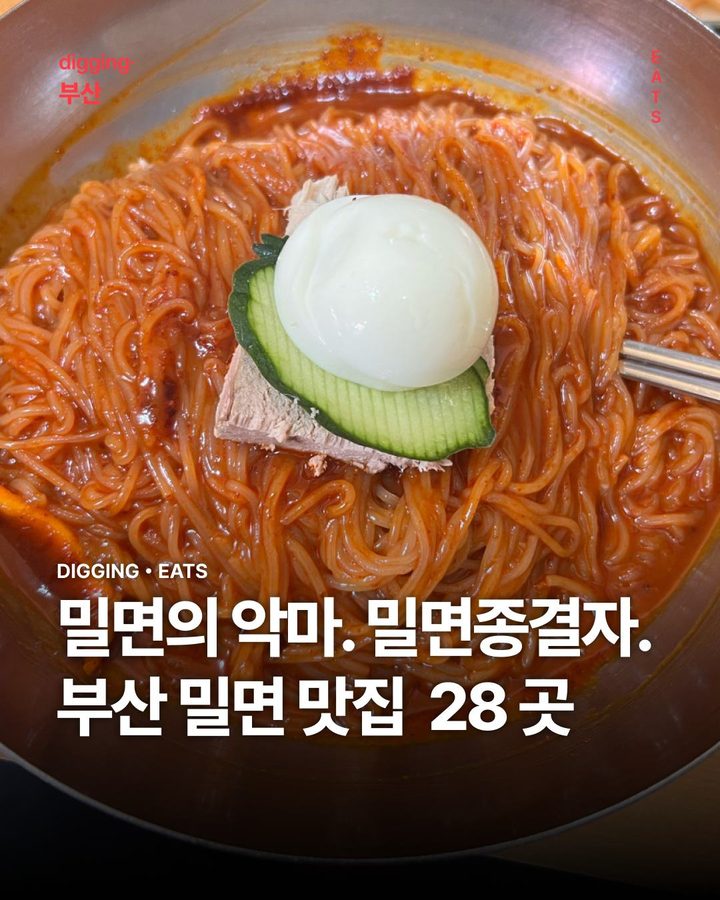 digging
부산
EATS
DIGGING • EATS
밀면의 악마. 밀면종결자.
부산 밀면 맛집 28 곳